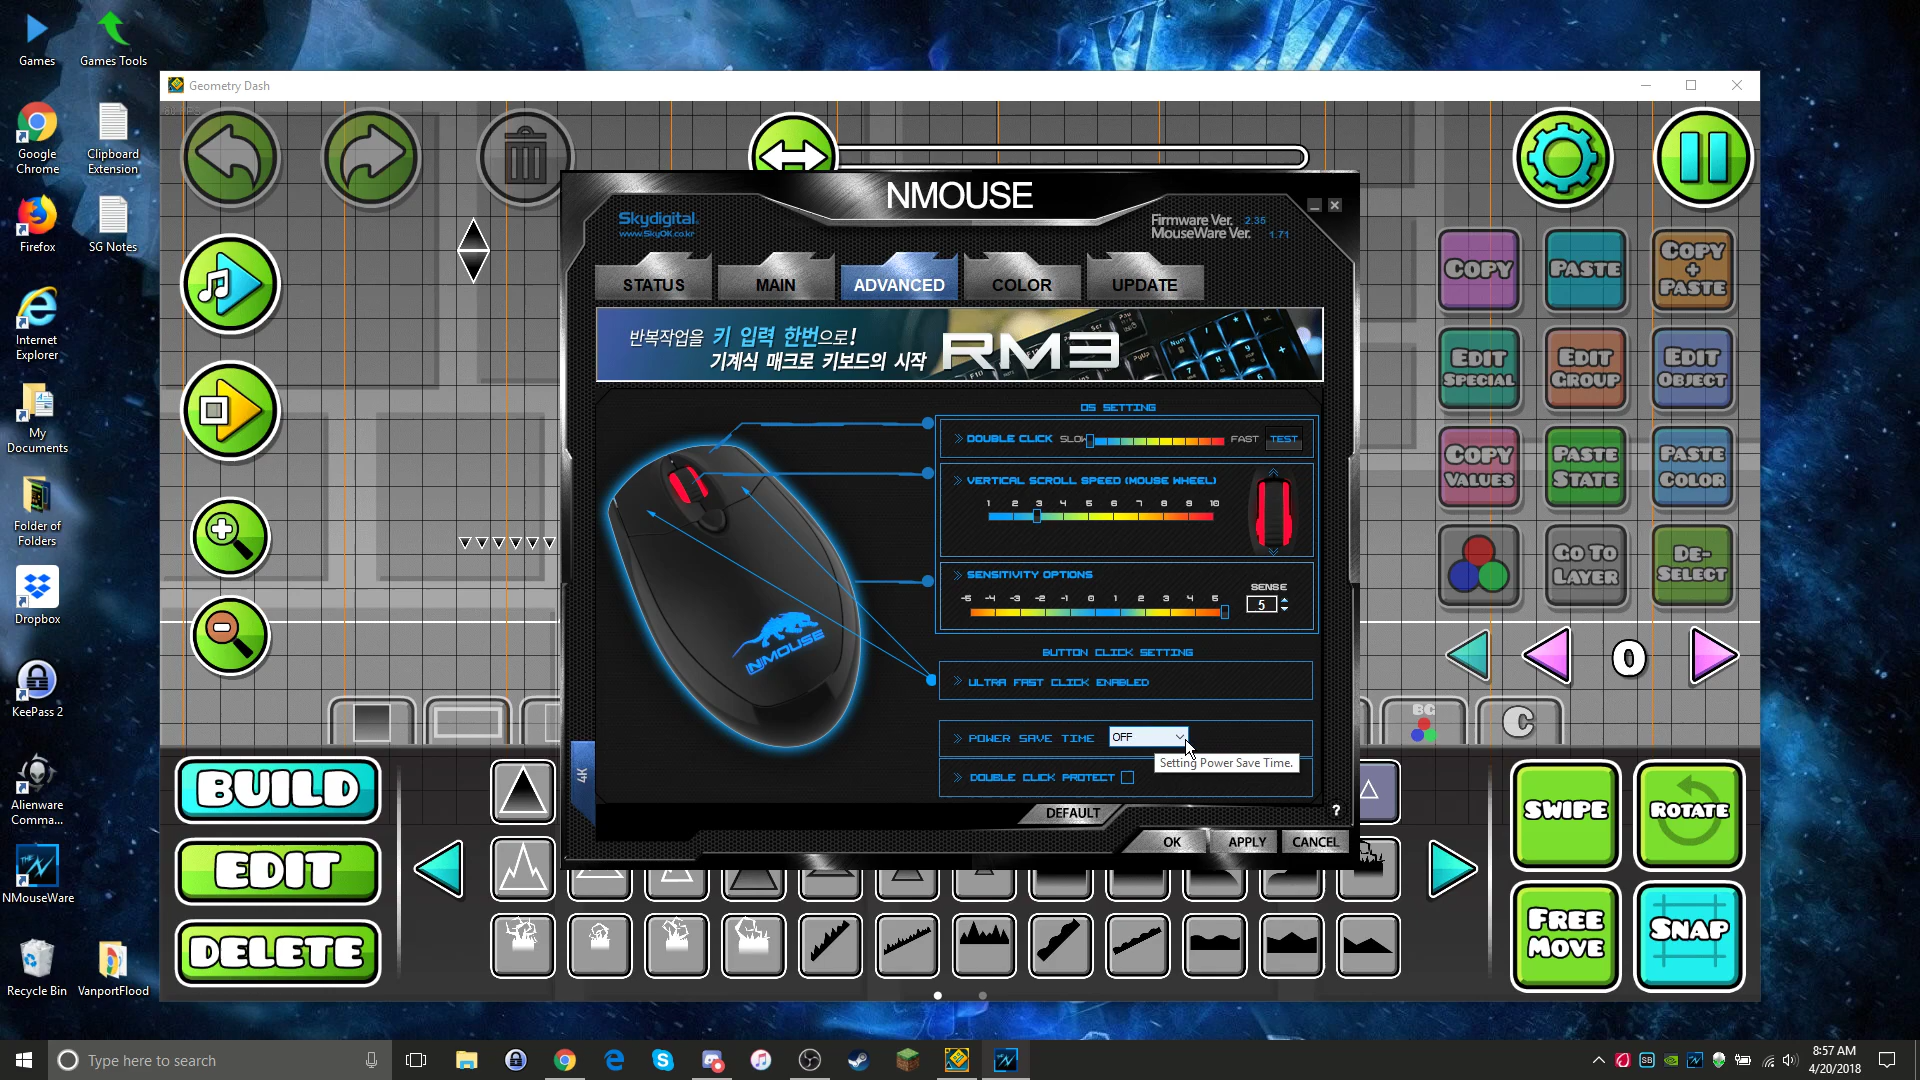 Games
Games Tools
Google
Chrome
Clipboard
Extension
Firefox
SG Notes
Internet
Explorer
My
Documents
Folder of
Folders
Dropbox
KeePass 2
Alienware
Comma...
NMouseWare
Recycle Bin
VanportFlood
Geometry Dash
NMOUSE
Skydigital
www.SkyOK.co.kr
Firmware Ver. 2.35
MouseWare Ver. 1.71
STATUS
MAIN
ADVANCED
COLOR
UPDATE
반복작업을 키 입력 한번으로!
기계식 매크로 키보드의 시작
RM3
OS SETTING
DOUBLE CLICK
SLOW
FAST
TEST
VERTICAL SCROLL SPEED (MOUSE WHEEL)
1 2 3 4 5 6 7 8 9 10
SENSITIVITY OPTIONS
-5 -4 -3 -2 -1 0 1 2 3 4 5
SENSE
5
BUTTON CLICK SETTING
ULTRA FAST CLICK ENABLED
POWER SAVE TIME
OFF
Setting Power Save Time.
DOUBLE CLICK PROTECT
4K
NMOUSE
DEFAULT
?
OK
APPLY
CANCEL
COPY
PASTE
COPY
+
PASTE
EDIT
SPECIAL
EDIT
GROUP
EDIT
OBJECT
COPY
VALUES
PASTE
STATE
PASTE
COLOR
GO TO
LAYER
DE-
SELECT
0
BC
C
BUILD
EDIT
DELETE
SWIPE
ROTATE
FREE
MOVE
SNAP
Type here to search
8:57 AM
4/20/2018